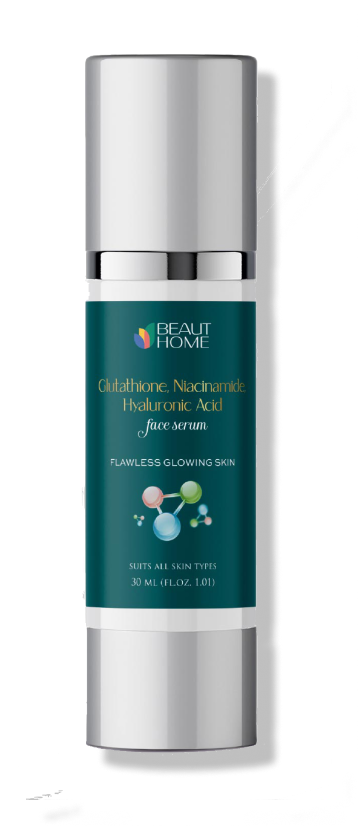 BEAUT
HOME
Glutathione, Niacinamide,
Hyaluronic Acid
face serum
FLAWLESS GLOWING SKIN
SUITS ALL SKIN TYPES
30 ML (FL.OZ. 1.01)